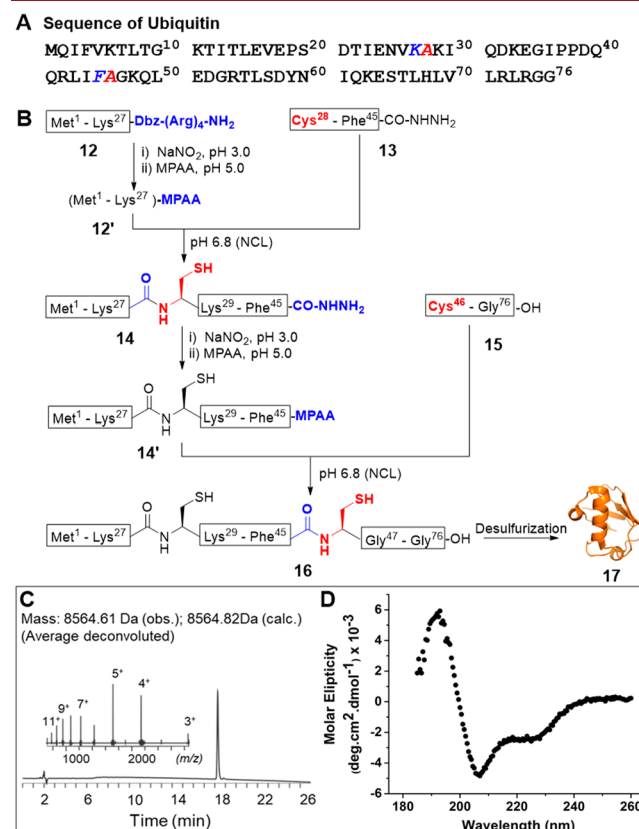 A Sequence of Ubiquitin
MQIFVKTLTG10 KTITLEVEPS20 DTIENVKAKI30 QDKEGIPPDQ40
QRLIFAGKQL50 EDGRTLSDYN60 IQKESTLHLV70 LRLRGG76
B
Met1 - Lys27 -Dbz-(Arg)4-NH2
Cys28 - Phe45 -CO-NHNH2
12
13
i) NaNO2, pH 3.0
ii) MPAA, pH 5.0
(Met1 - Lys27 )-MPAA
12'
pH 6.8 (NCL)
SH
O
Met1 - Lys27
N
H
Lys29 - Phe45 -CO-NHNH2
Cys46 - Gly76 -OH
14
15
i) NaNO2, pH 3.0
ii) MPAA, pH 5.0
SH
O
Met1 - Lys27
N
H
Lys29 - Phe45 -MPAA
14'
pH 6.8 (NCL)
SH
SH
O
O
Met1 - Lys27
N
H
Lys29 - Phe45
N
H
Gly47 - Gly76 -OH
Desulfurization
16
17
C
Mass: 8564.61 Da (obs.); 8564.82Da (calc.)
(Average deconvoluted)
11+ 9+ 7+ 5+ 4+ 3+
1000 2000 (m/z)
2 6 10 14 18 22 26
Time (min)
D
Molar Elipticity
(deg.cm2.dmol-1) x 10-3
6
4
2
0
-2
-4
-6
180 200 220 240 260
Wavelength (nm)